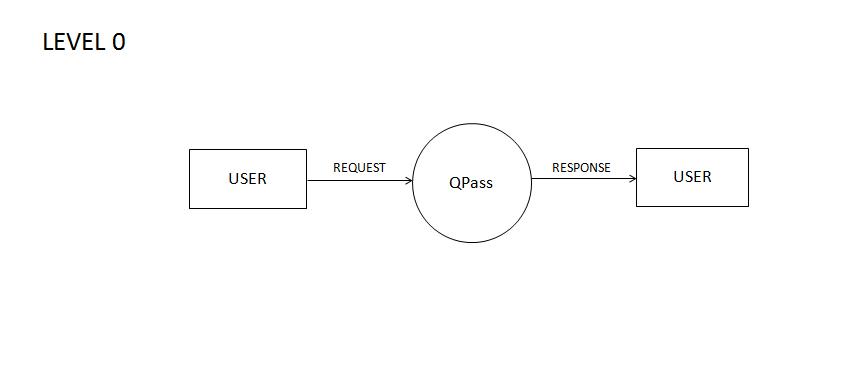 LEVEL 0
USER
REQUEST
QPass
RESPONSE
USER